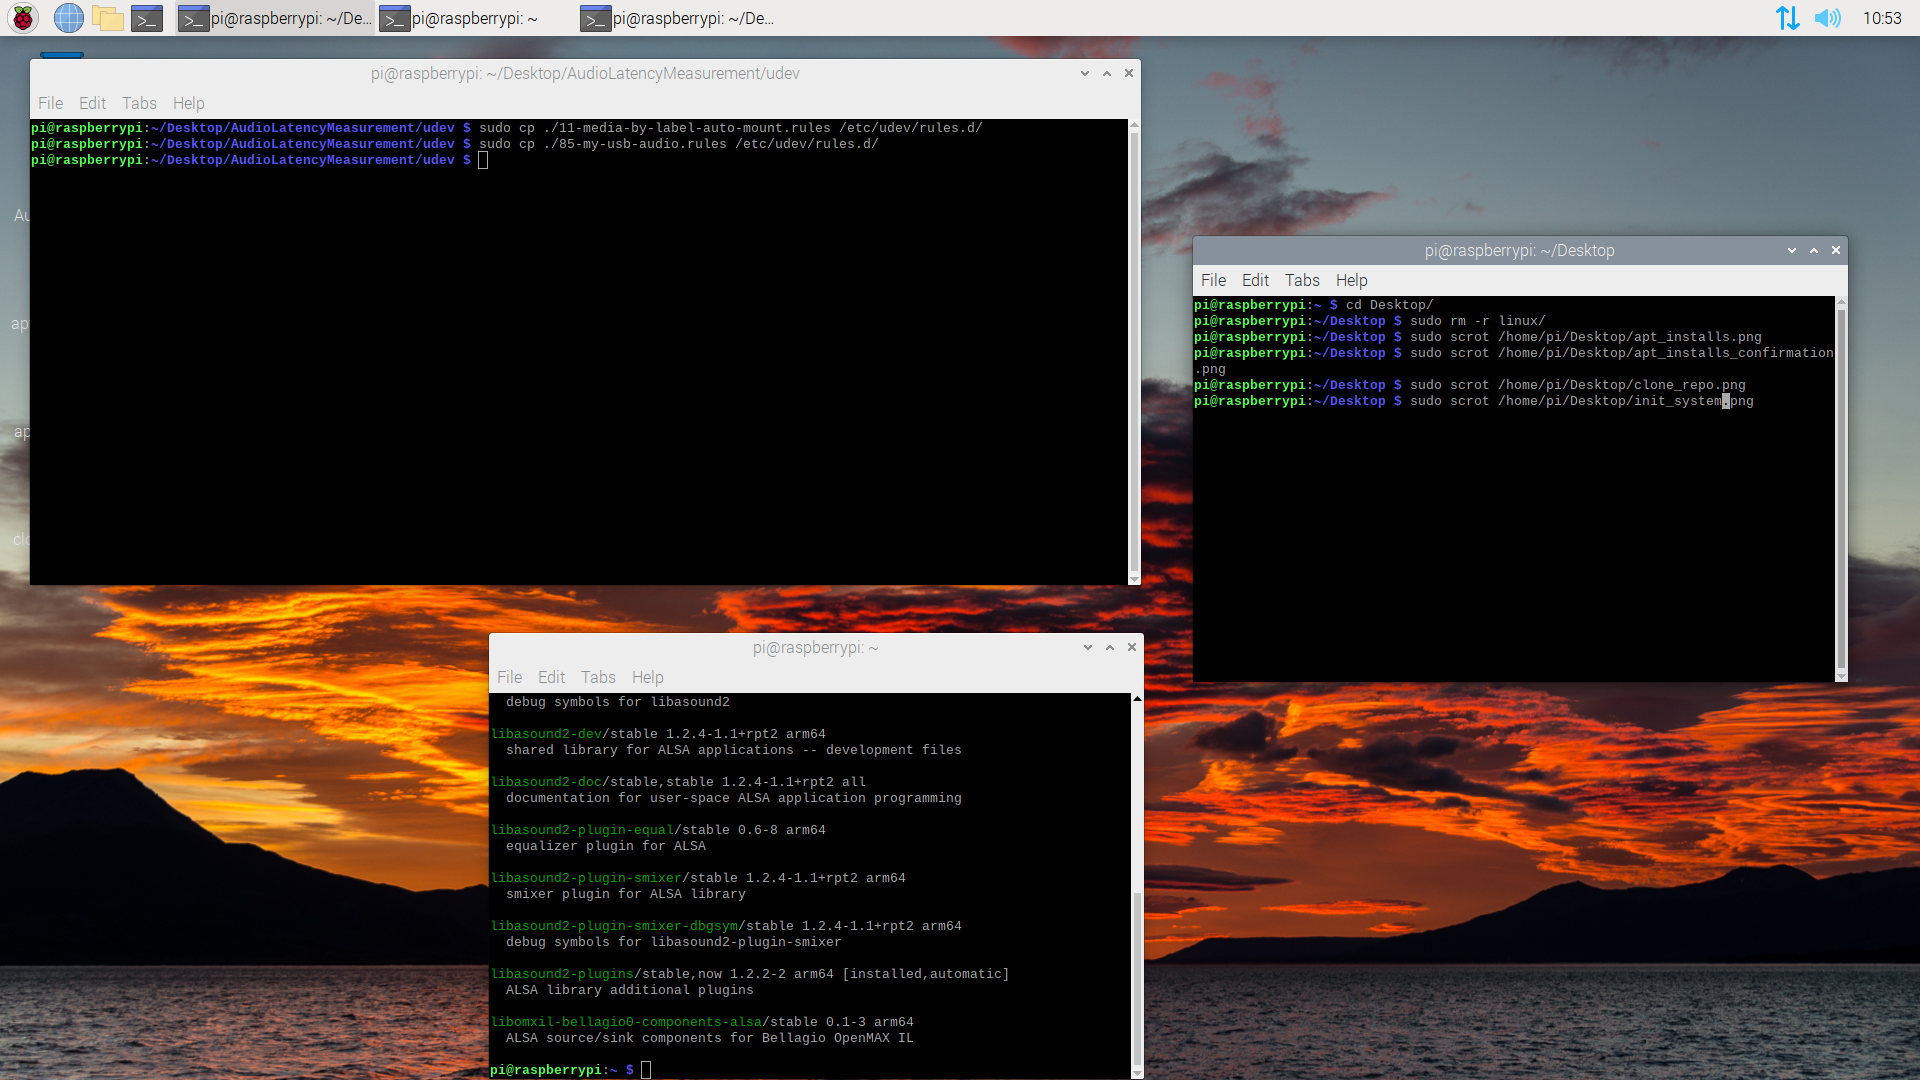 pi@raspberrypi: ~/De...
pi@raspberrypi: ~
pi@raspberrypi: ~/De...
10:53
pi@raspberrypi: ~/Desktop/AudioLatencyMeasurement/udev
File Edit Tabs Help
pi@raspberrypi:~/Desktop/AudioLatencyMeasurement/udev $ sudo cp ./11-media-by-label-auto-mount.rules /etc/udev/rules.d/
pi@raspberrypi:~/Desktop/AudioLatencyMeasurement/udev $ sudo cp ./85-my-usb-audio.rules /etc/udev/rules.d/
pi@raspberrypi:~/Desktop/AudioLatencyMeasurement/udev $
Au
ap
ap
clo
pi@raspberrypi: ~/Desktop
File Edit Tabs Help
pi@raspberrypi:~ $ cd Desktop/
pi@raspberrypi:~/Desktop $ sudo rm -r linux/
pi@raspberrypi:~/Desktop $ sudo scrot /home/pi/Desktop/apt_installs.png
pi@raspberrypi:~/Desktop $ sudo scrot /home/pi/Desktop/apt_installs_confirmation
.png
pi@raspberrypi:~/Desktop $ sudo scrot /home/pi/Desktop/clone_repo.png
pi@raspberrypi:~/Desktop $ sudo scrot /home/pi/Desktop/init_system.png
pi@raspberrypi: ~
File Edit Tabs Help
debug symbols for libasound2
libasound2-dev/stable 1.2.4-1.1+rpt2 arm64
shared library for ALSA applications -- development files
libasound2-doc/stable,stable 1.2.4-1.1+rpt2 all
documentation for user-space ALSA application programming
libasound2-plugin-equal/stable 0.6-8 arm64
equalizer plugin for ALSA
libasound2-plugin-smixer/stable 1.2.4-1.1+rpt2 arm64
smixer plugin for ALSA library
libasound2-plugin-smixer-dbgsym/stable 1.2.4-1.1+rpt2 arm64
debug symbols for libasound2-plugin-smixer
libasound2-plugins/stable,now 1.2.2-2 arm64 [installed,automatic]
ALSA library additional plugins
libomxil-bellagio0-components-alsa/stable 0.1-3 arm64
ALSA source/sink components for Bellagio OpenMAX IL
pi@raspberrypi:~ $